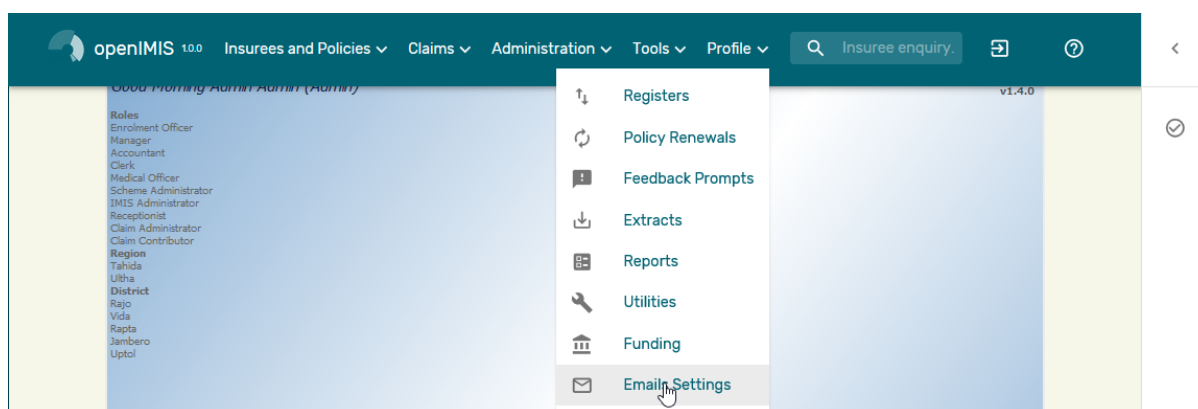 openIMIS 1.0.0 Insurees and Policies Claims Administration Tools Profile Insuree enquiry.
Good Morning Admin Admin (Admin)
v1.4.0
Roles
Enrolment Officer
Manager
Accountant
Clerk
Medical Officer
Scheme Administrator
IMIS Administrator
Receptionist
Claim Administrator
Claim Contributor
Region
Tahida
Ultha
District
Rajo
Vida
Rapta
Jambero
Uptol
Registers
Policy Renewals
Feedback Prompts
Extracts
Reports
Utilities
Funding
Emails Settings